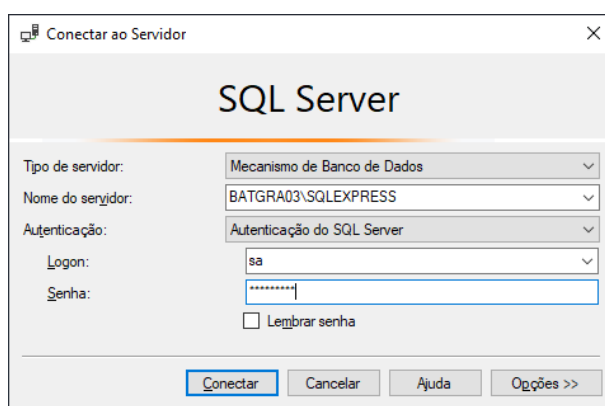 Conectar ao Servidor
SQL Server
Tipo de servidor: Mecanismo de Banco de Dados
Nome do servidor: BATGRA03\SQLEXPRESS
Autenticação: Autenticação do SQL Server
Logon: sa
Senha: *********
Lembrar senha
Conectar Cancelar Ajuda Opções >>